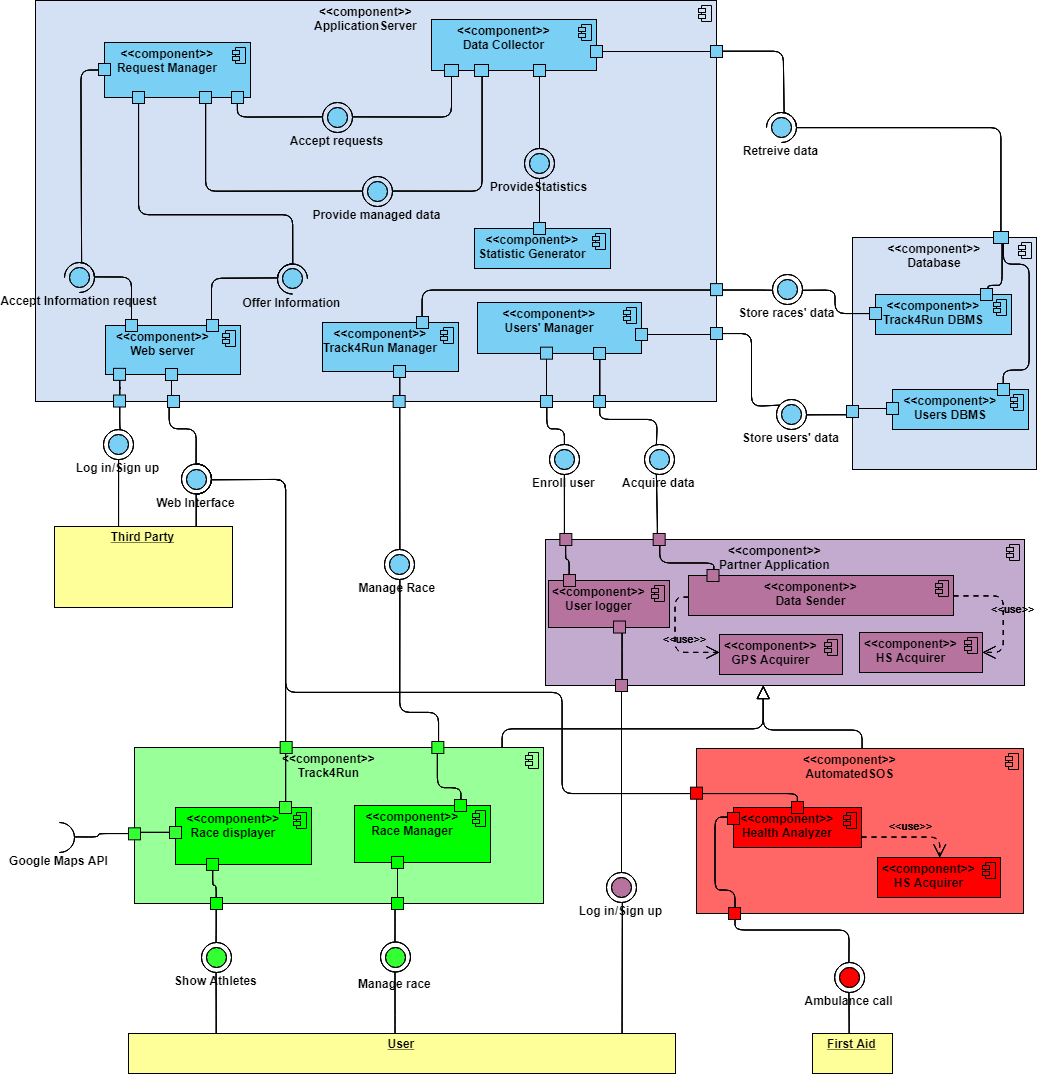 <<component>>
ApplicationServer
<<component>>
Request Manager
<<component>>
Data Collector
Accept requests
Provide managed data
ProvideStatistics
Retreive data
<<component>>
Statistic Generator
Accept Information request
Offer Information
<<component>>
Web server
<<component>>
Track4Run Manager
<<component>>
Users' Manager
Store races' data
Store users' data
<<component>>
Database
<<component>>
Track4Run DBMS
<<component>>
Users DBMS
Log in/Sign up
Web Interface
Third Party
Manage Race
Enroll user
Acquire data
<<component>>
Partner Application
<<component>>
User logger
<<component>>
Data Sender
<<use>>
<<use>>
<<component>>
GPS Acquirer
<<component>>
HS Acquirer
<<component>>
Track4Run
<<component>>
Race displayer
<<component>>
Race Manager
Google Maps API
<<component>>
AutomatedSOS
<<component>>
Health Analyzer
<<use>>
<<component>>
HS Acquirer
Log in/Sign up
Show Athletes
Manage race
Ambulance call
User
First Aid